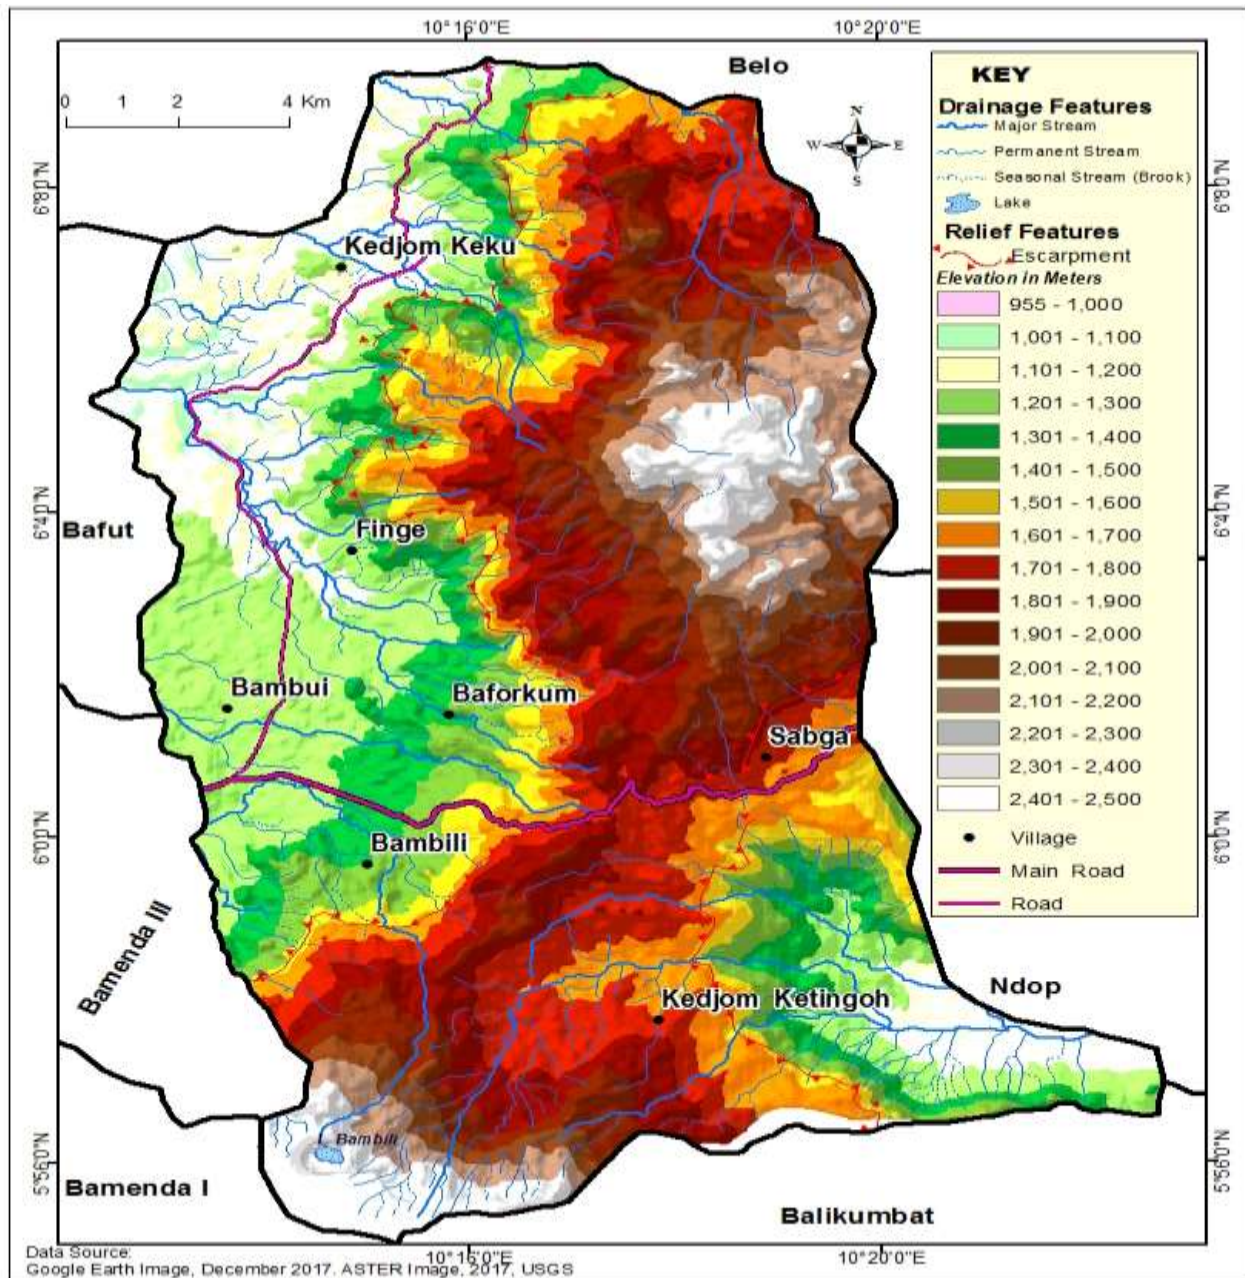 10°16'0"E
10°20'0"E
Belo
0 1 2 4 Km
N
W E
S
KEY
Drainage Features
Major Stream
Permanent Stream
Seasonal Stream (Brook)
Lake
Relief Features
Escarpment
Elevation in Meters
955 - 1,000
1,001 - 1,100
1,101 - 1,200
1,201 - 1,300
1,301 - 1,400
1,401 - 1,500
1,501 - 1,600
1,601 - 1,700
1,701 - 1,800
1,801 - 1,900
1,901 - 2,000
2,001 - 2,100
2,101 - 2,200
2,201 - 2,300
2,301 - 2,400
2,401 - 2,500
Village
Main Road
Road
6°8'0"N
6°8'0"N
Kedjom Keku
6°4'0"N
6°4'0"N
Bafut
Finge
Bambui
Baforkum
Sabga
6°0'0"N
6°0'0"N
Bambili
Bamenda III
Ndop
Kedjom Ketingoh
Bambili
5°56'0"N
5°56'0"N
Bamenda I
Balikumbat
Data Source:
Google Earth Image, December 2017. ASTER Image, 2017, USGS
10°16'0"E
10°20'0"E